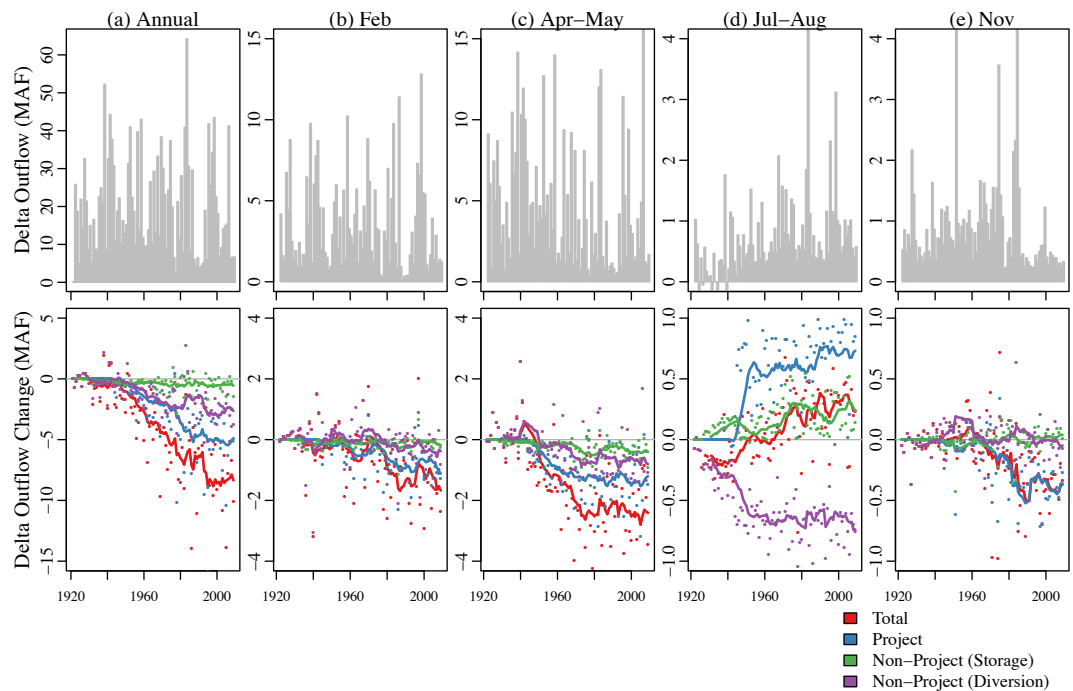 (a) Annual
(b) Feb
(c) Apr–May
(d) Jul–Aug
(e) Nov
Delta Outflow (MAF)
0 10 20 30 40 50 60
0 5 10 15
0 5 10 15
0 1 2 3 4
0 1 2 3 4
Delta Outflow Change (MAF)
−15 −10 −5 0 5
−4 −2 0 2 4
−4 −2 0 2 4
−1.0 −0.5 0.0 0.5 1.0
−1.0 −0.5 0.0 0.5 1.0
1920 1960 2000
1920 1960 2000
1920 1960 2000
1920 1960 2000
1920 1960 2000
Total
Project
Non−Project (Storage)
Non−Project (Diversion)